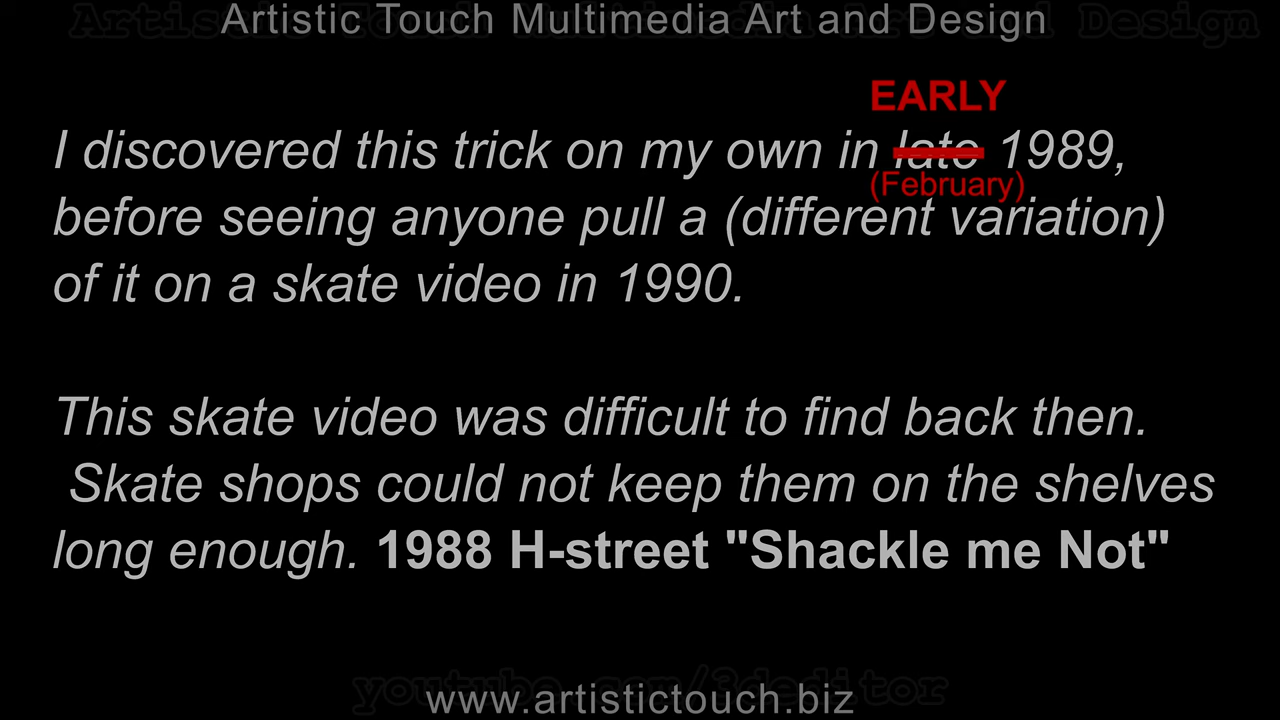 Artistic Touch Multimedia Art and Design
EARLY
I discovered this trick on my own in late 1989,
(February)
before seeing anyone pull a (different variation)
of it on a skate video in 1990.
This skate video was difficult to find back then.
Skate shops could not keep them on the shelves
long enough. 1988 H-street "Shackle me Not"
youtube.com/3deditor
www.artistictouch.biz